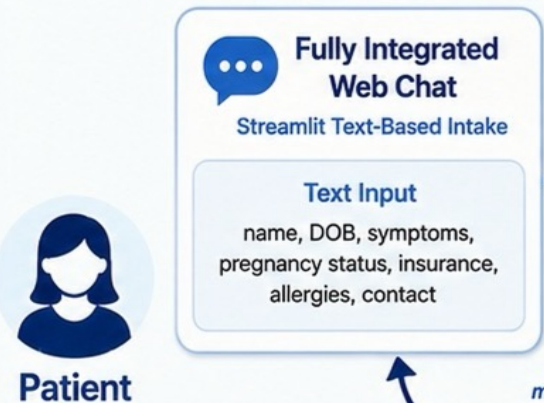 Fully Integrated
Web Chat
Streamlit Text-Based Intake
Text Input
name, DOB, symptoms,
pregnancy status, insurance,
allergies, contact
Patient